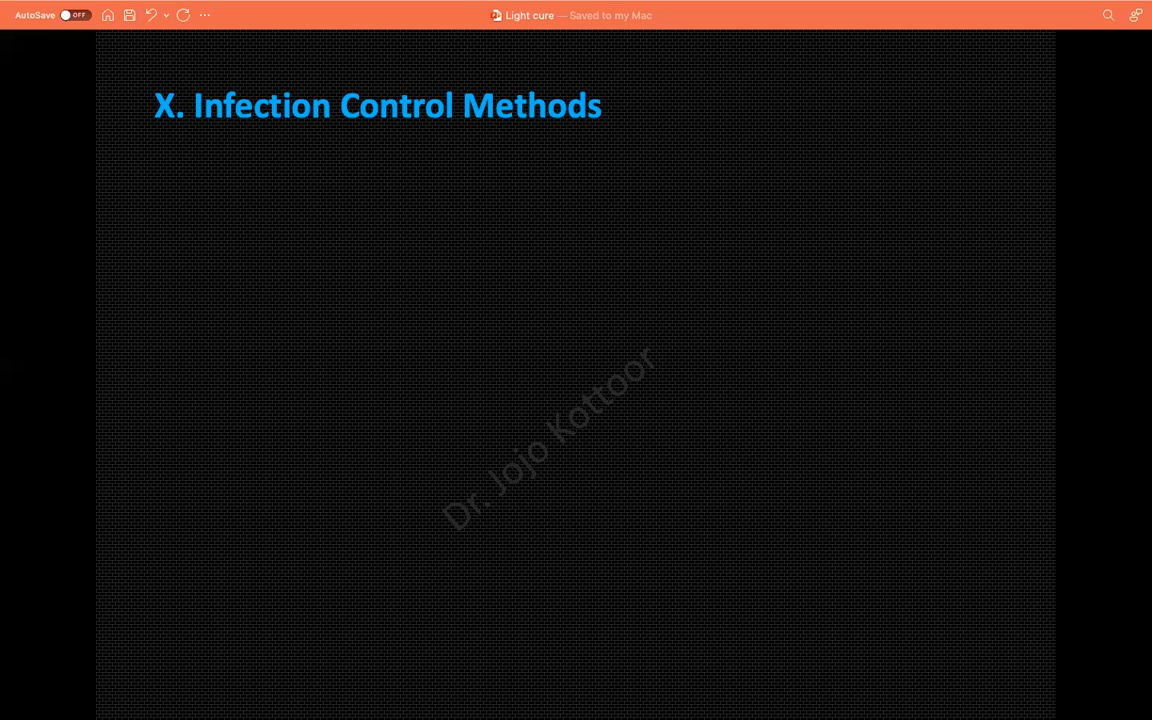 AutoSave OFF ... Light cure — Saved to my Mac
X. Infection Control Methods
Dr. Jojo Kottoor